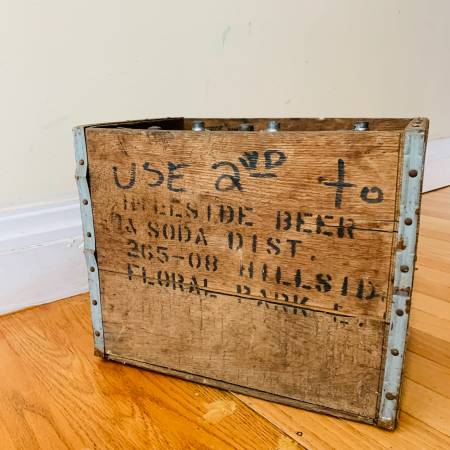 USE 2ND to
HILLSIDE BEER
& SODA DIST.
265-08 HILLSID.
FLORAL PARK L.